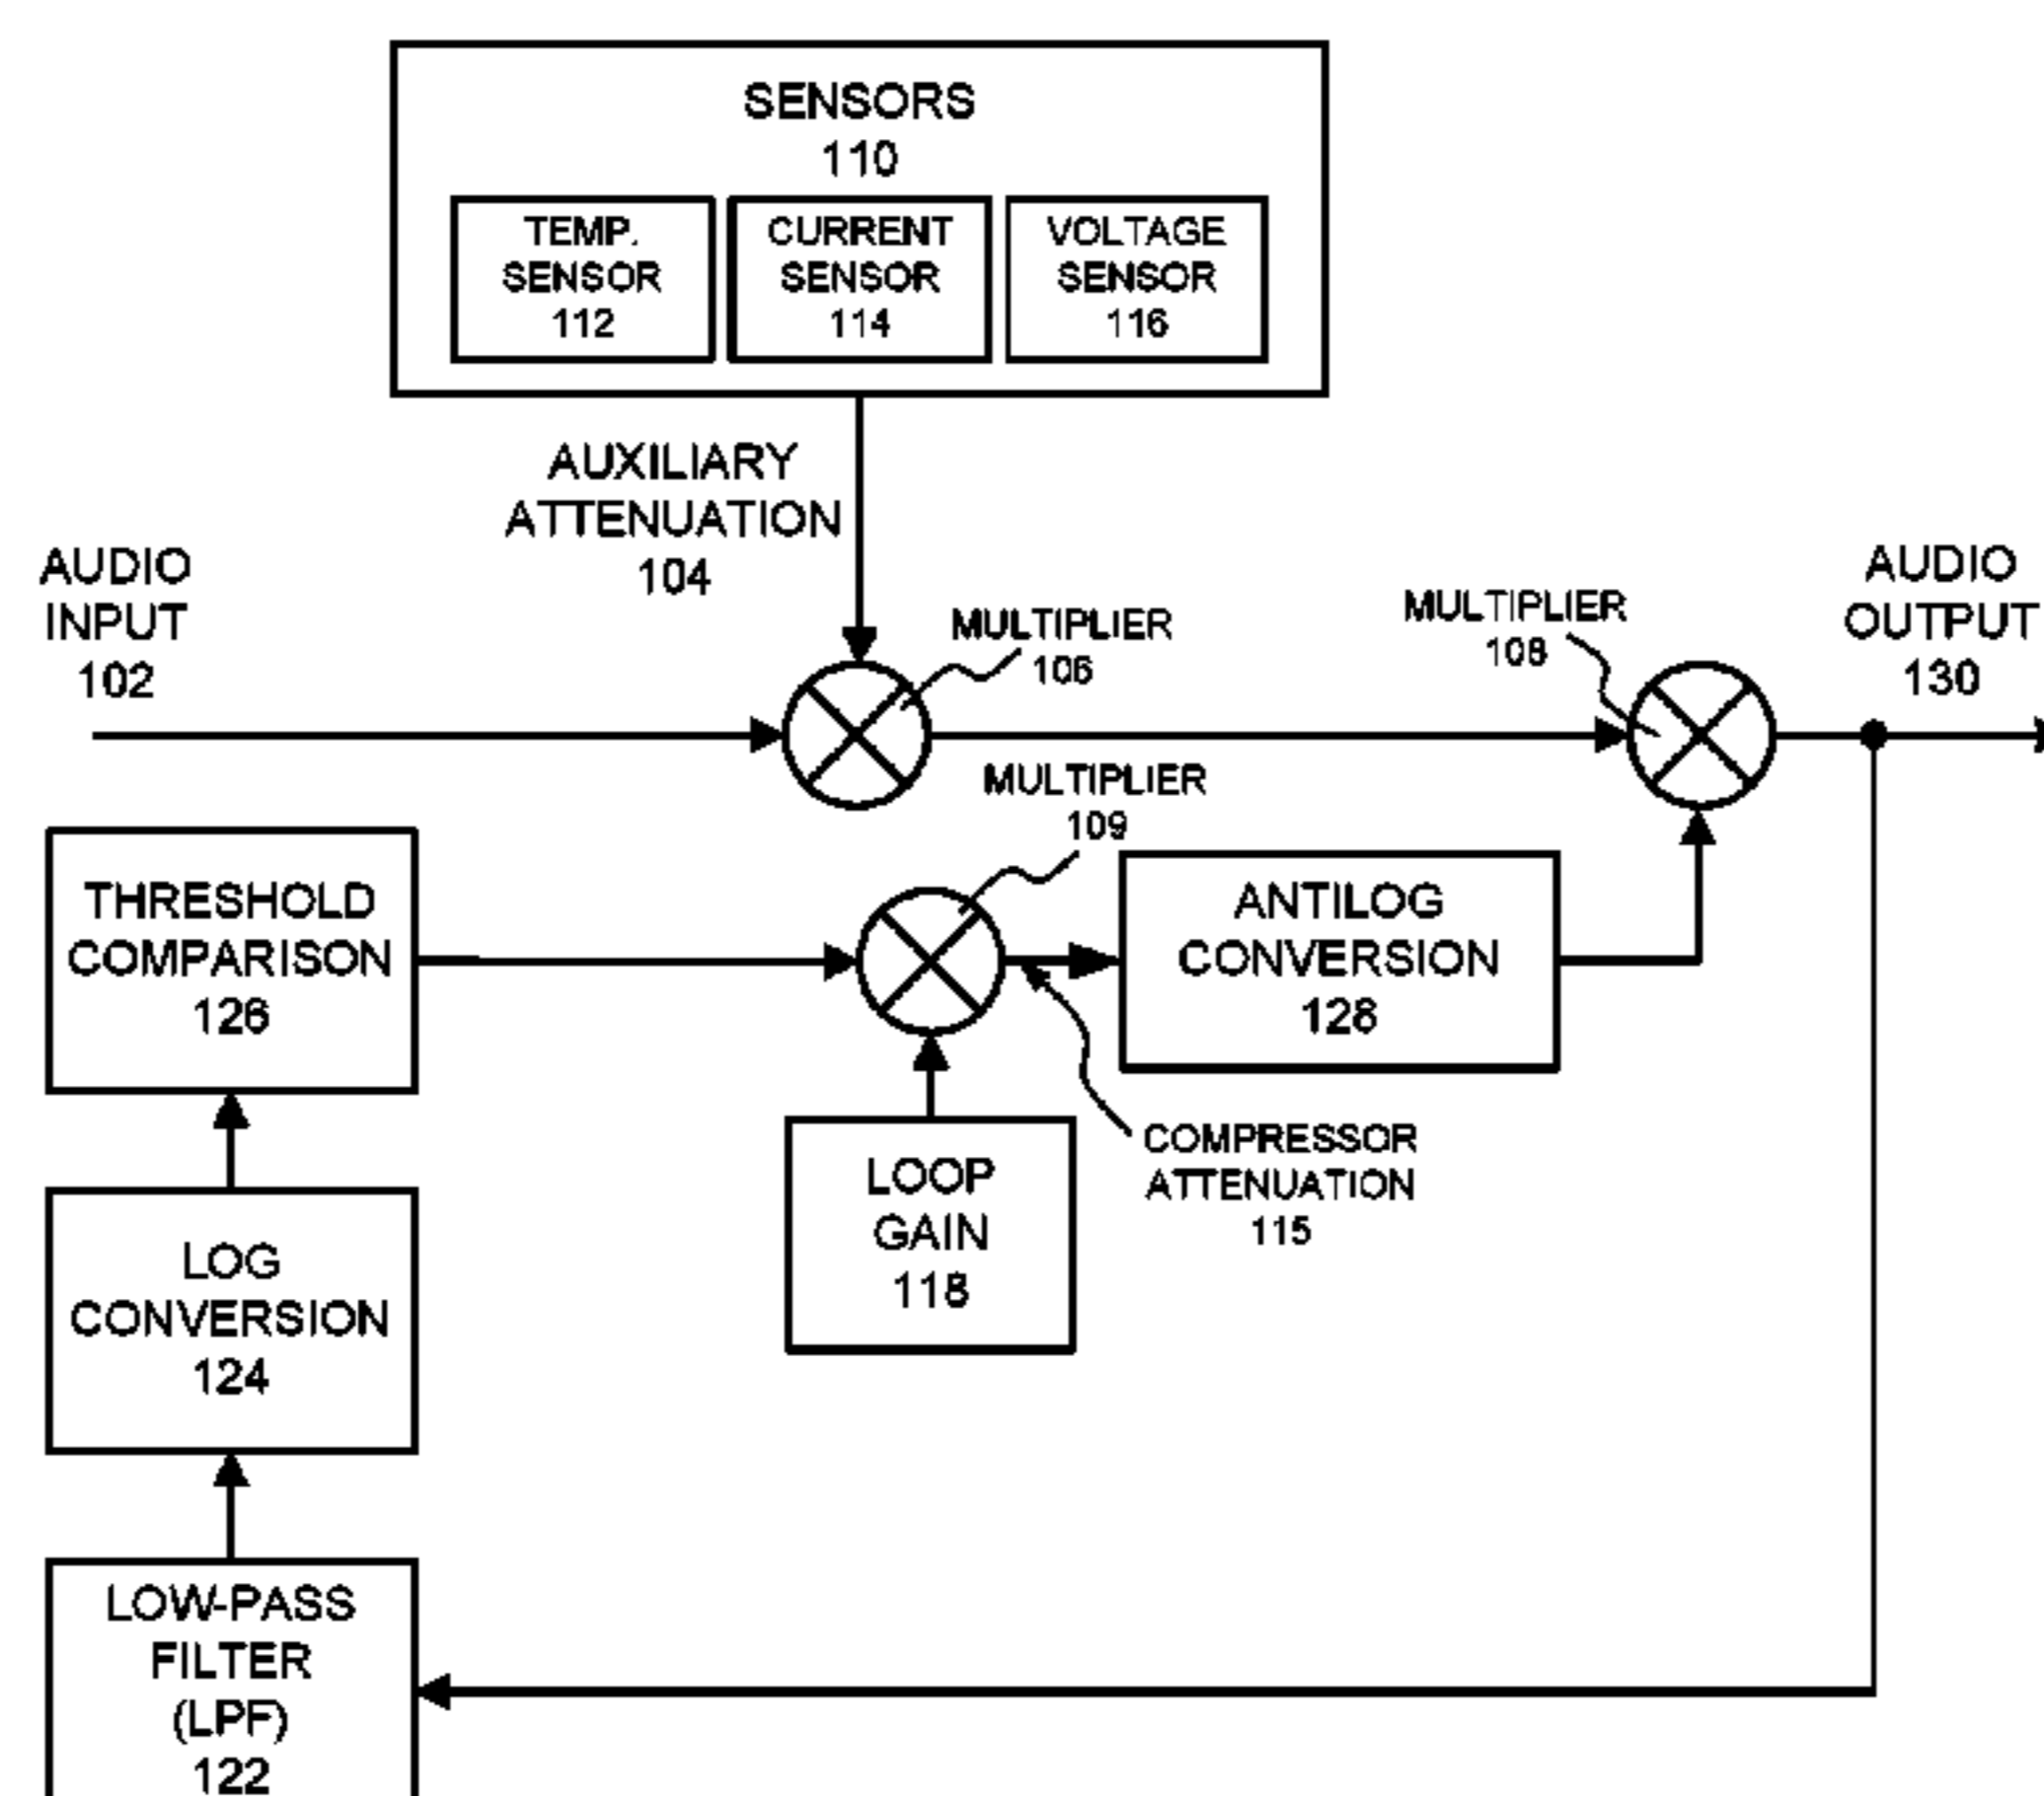 SENSORS
110
TEMP.
SENSOR
112
CURRENT
SENSOR
114
VOLTAGE
SENSOR
116
AUXILIARY
ATTENUATION
104
AUDIO
INPUT
102
MULTIPLIER
106
MULTIPLIER
108
AUDIO
OUTPUT
130
MULTIPLIER
109
THRESHOLD
COMPARISON
126
ANTILOG
CONVERSION
128
LOOP
GAIN
118
COMPRESSOR
ATTENUATION
115
LOG
CONVERSION
124
LOW-PASS
FILTER
(LPF)
122